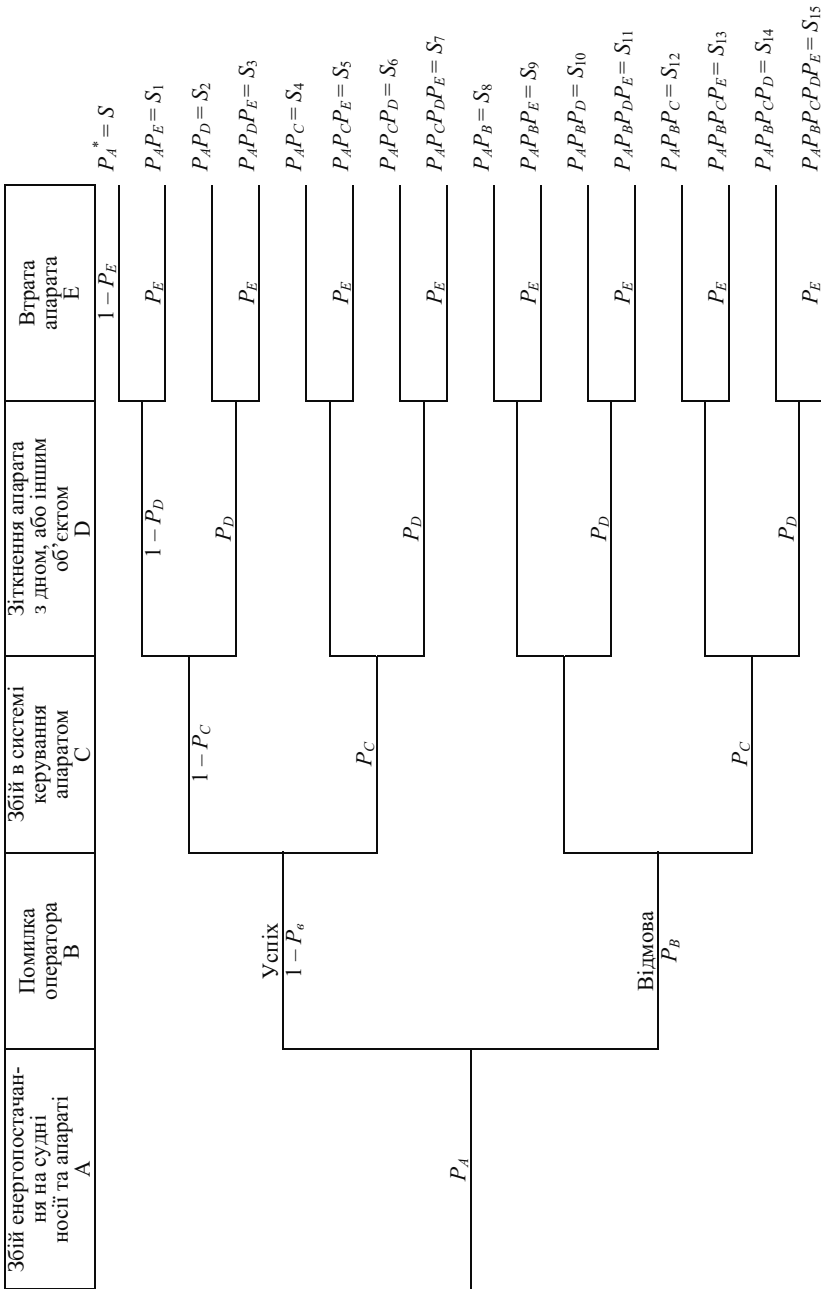 Збій енергопостачан-
ня на судні
носії та апараті
A
Помилка
оператора
B
Збій в системі
керування
апаратом
C
Зіткнення апарата
з дном, або іншим
об’єктом
D
Втрата
апарата
E
P_A
Успіх
1 – P_в
Відмова
P_B
1 – P_C
P_C
P_C
1 – P_D
P_D
P_D
P_D
P_D
1 – P_E
P_E
P_E
P_E
P_E
P_E
P_E
P_E
P_E
P_A* = S
P_AP_E = S_1
P_AP_D = S_2
P_AP_DP_E = S_3
P_AP_C = S_4
P_AP_CP_E = S_5
P_AP_CP_D = S_6
P_AP_CP_DP_E = S_7
P_AP_B = S_8
P_AP_BP_E = S_9
P_AP_BP_D = S_10
P_AP_BP_DP_E = S_11
P_AP_BP_C = S_12
P_AP_BP_CP_E = S_13
P_AP_BP_CP_D = S_14
P_AP_BP_CP_DP_E = S_15